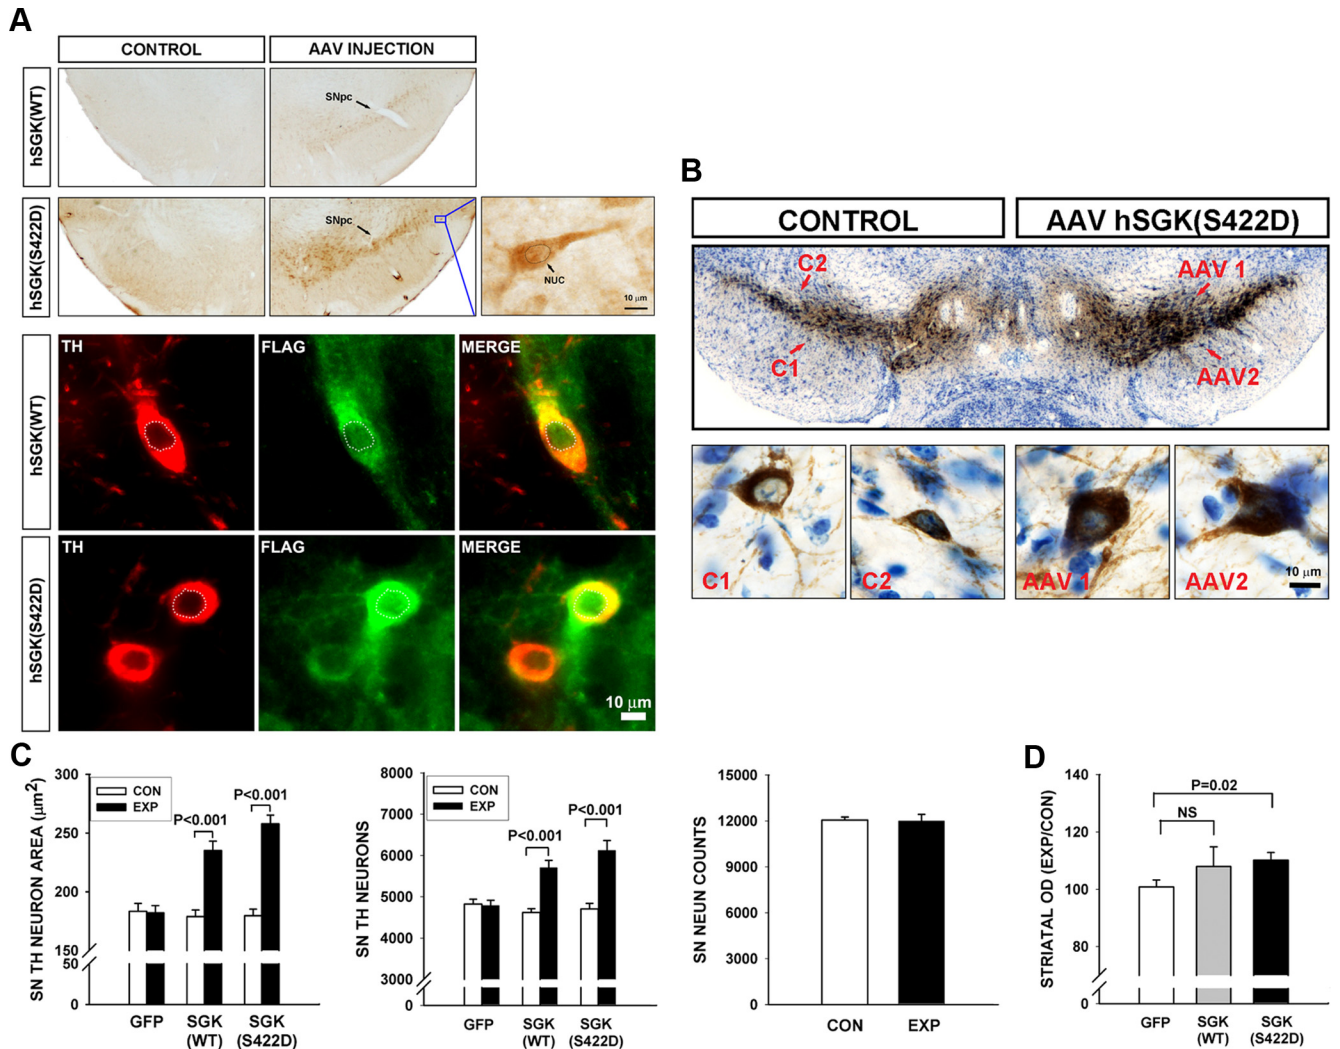 A
CONTROL
AAV INJECTION
hSGK(WT)
SNpc
hSGK(S422D)
SNpc
NUC
10 μm
hSGK(WT)
TH
FLAG
MERGE
hSGK(S422D)
TH
FLAG
MERGE
10 μm
B
CONTROL
AAV hSGK(S422D)
C2
AAV 1
C1
AAV2
C1
C2
AAV 1
AAV2
10 μm
C
SN TH NEURON AREA (μm²)
300
250
200
150
50
0
CON
EXP
P<0.001
P<0.001
GFP
SGK
(WT)
SGK
(S422D)
SN TH NEURONS
8000
7000
6000
5000
4000
3000
0
CON
EXP
P<0.001
P<0.001
GFP
SGK
(WT)
SGK
(S422D)
SN NEUN COUNTS
15000
12000
9000
6000
3000
0
CON
EXP
D
STRIATAL OD (EXP/CON)
140
120
100
80
0
P=0.02
NS
GFP
SGK
(WT)
SGK
(S422D)